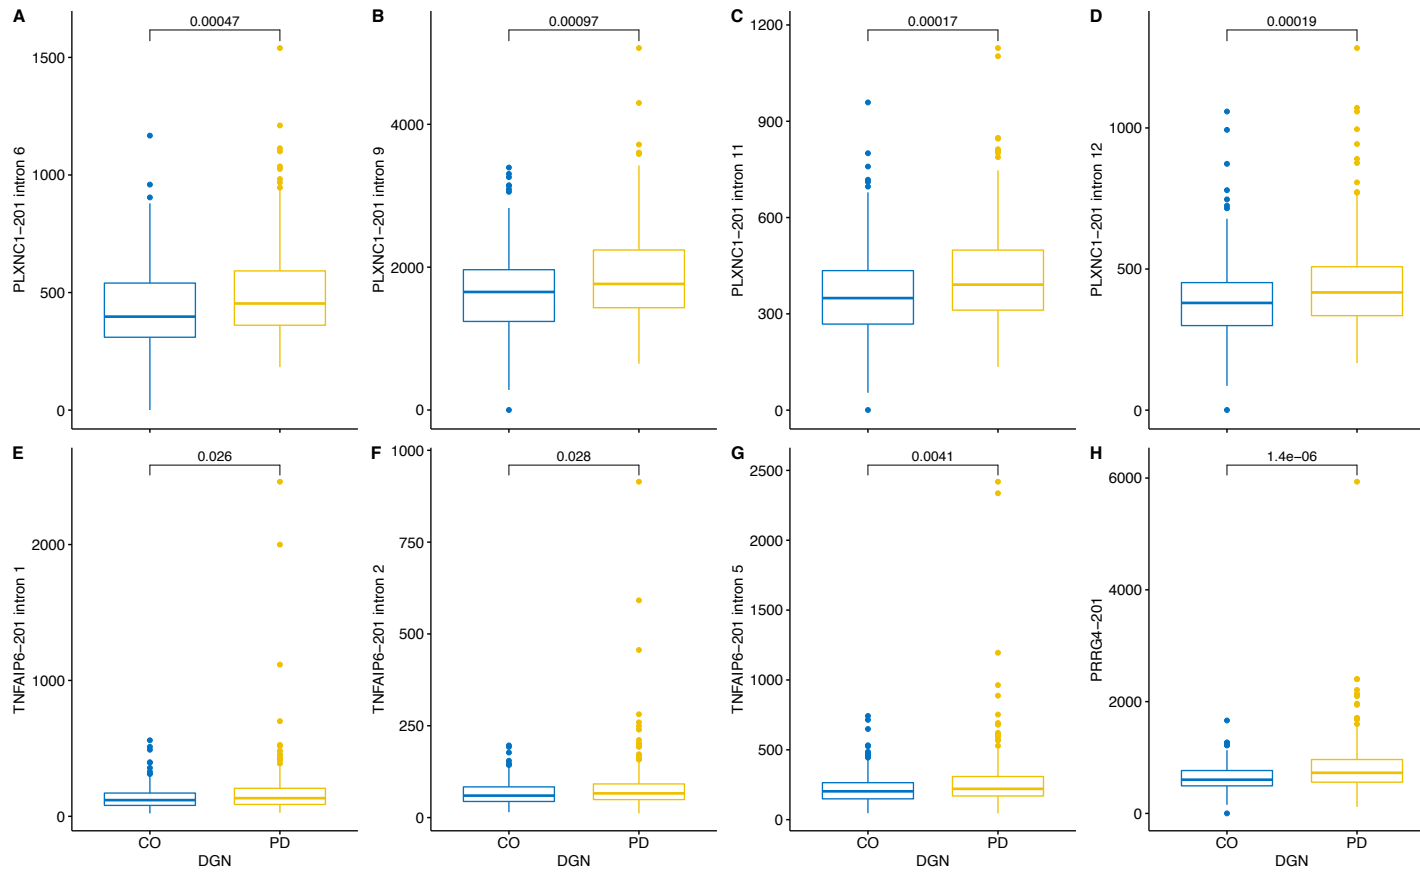 A
0.00047
PLXNC1−201 intron 6
1500
1000
500
0
B
0.00097
PLXNC1−201 intron 9
4000
2000
0
C
0.00017
PLXNC1−201 intron 11
1200
900
600
300
0
D
0.00019
PLXNC1−201 intron 12
1000
500
0
E
0.026
TNFAIP6−201 intron 1
2000
1000
0
CO PD
DGN
F
0.028
TNFAIP6−201 intron 2
1000
750
500
250
0
CO PD
DGN
G
0.0041
TNFAIP6−201 intron 5
2500
2000
1500
1000
500
0
CO PD
DGN
H
1.4e−06
PRRG4−201
6000
4000
2000
0
CO PD
DGN